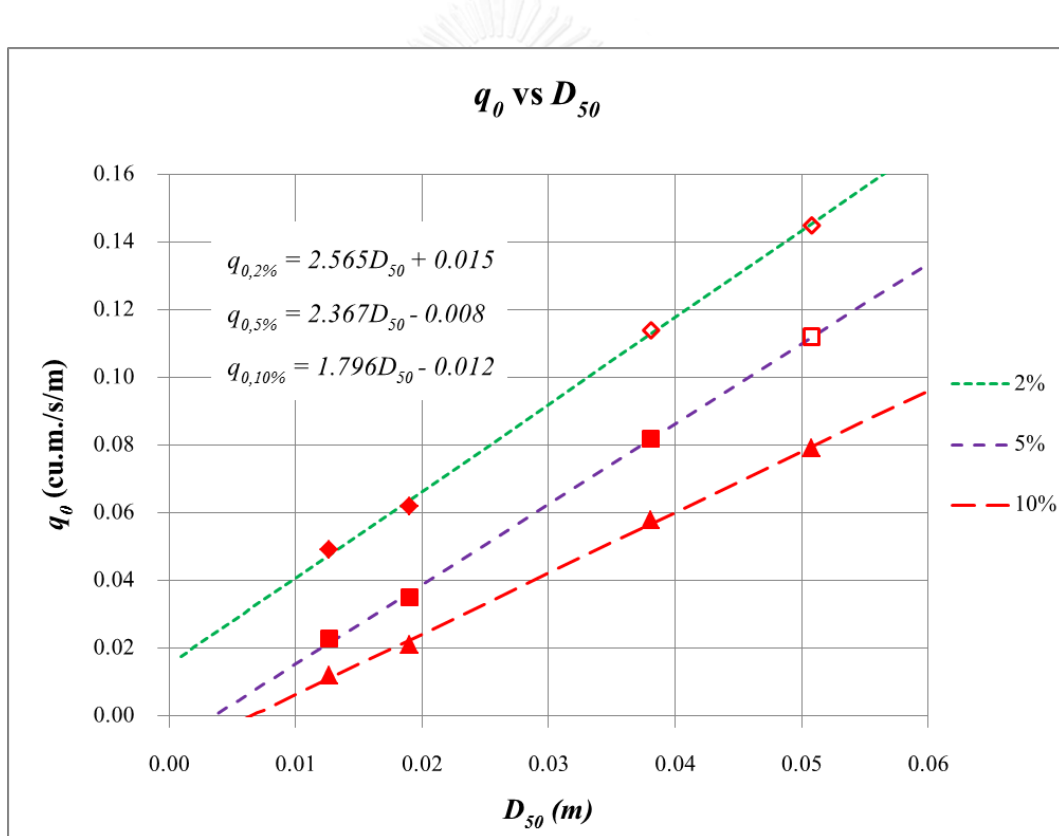 q0 vs D50
0.16
0.14
0.12
0.10
0.08
0.06
0.04
0.02
0.00
q0 (cu.m./s/m)
q0,2% = 2.565D50 + 0.015
q0,5% = 2.367D50 - 0.008
q0,10% = 1.796D50 - 0.012
2%
5%
10%
0.00 0.01 0.02 0.03 0.04 0.05 0.06
D50 (m)